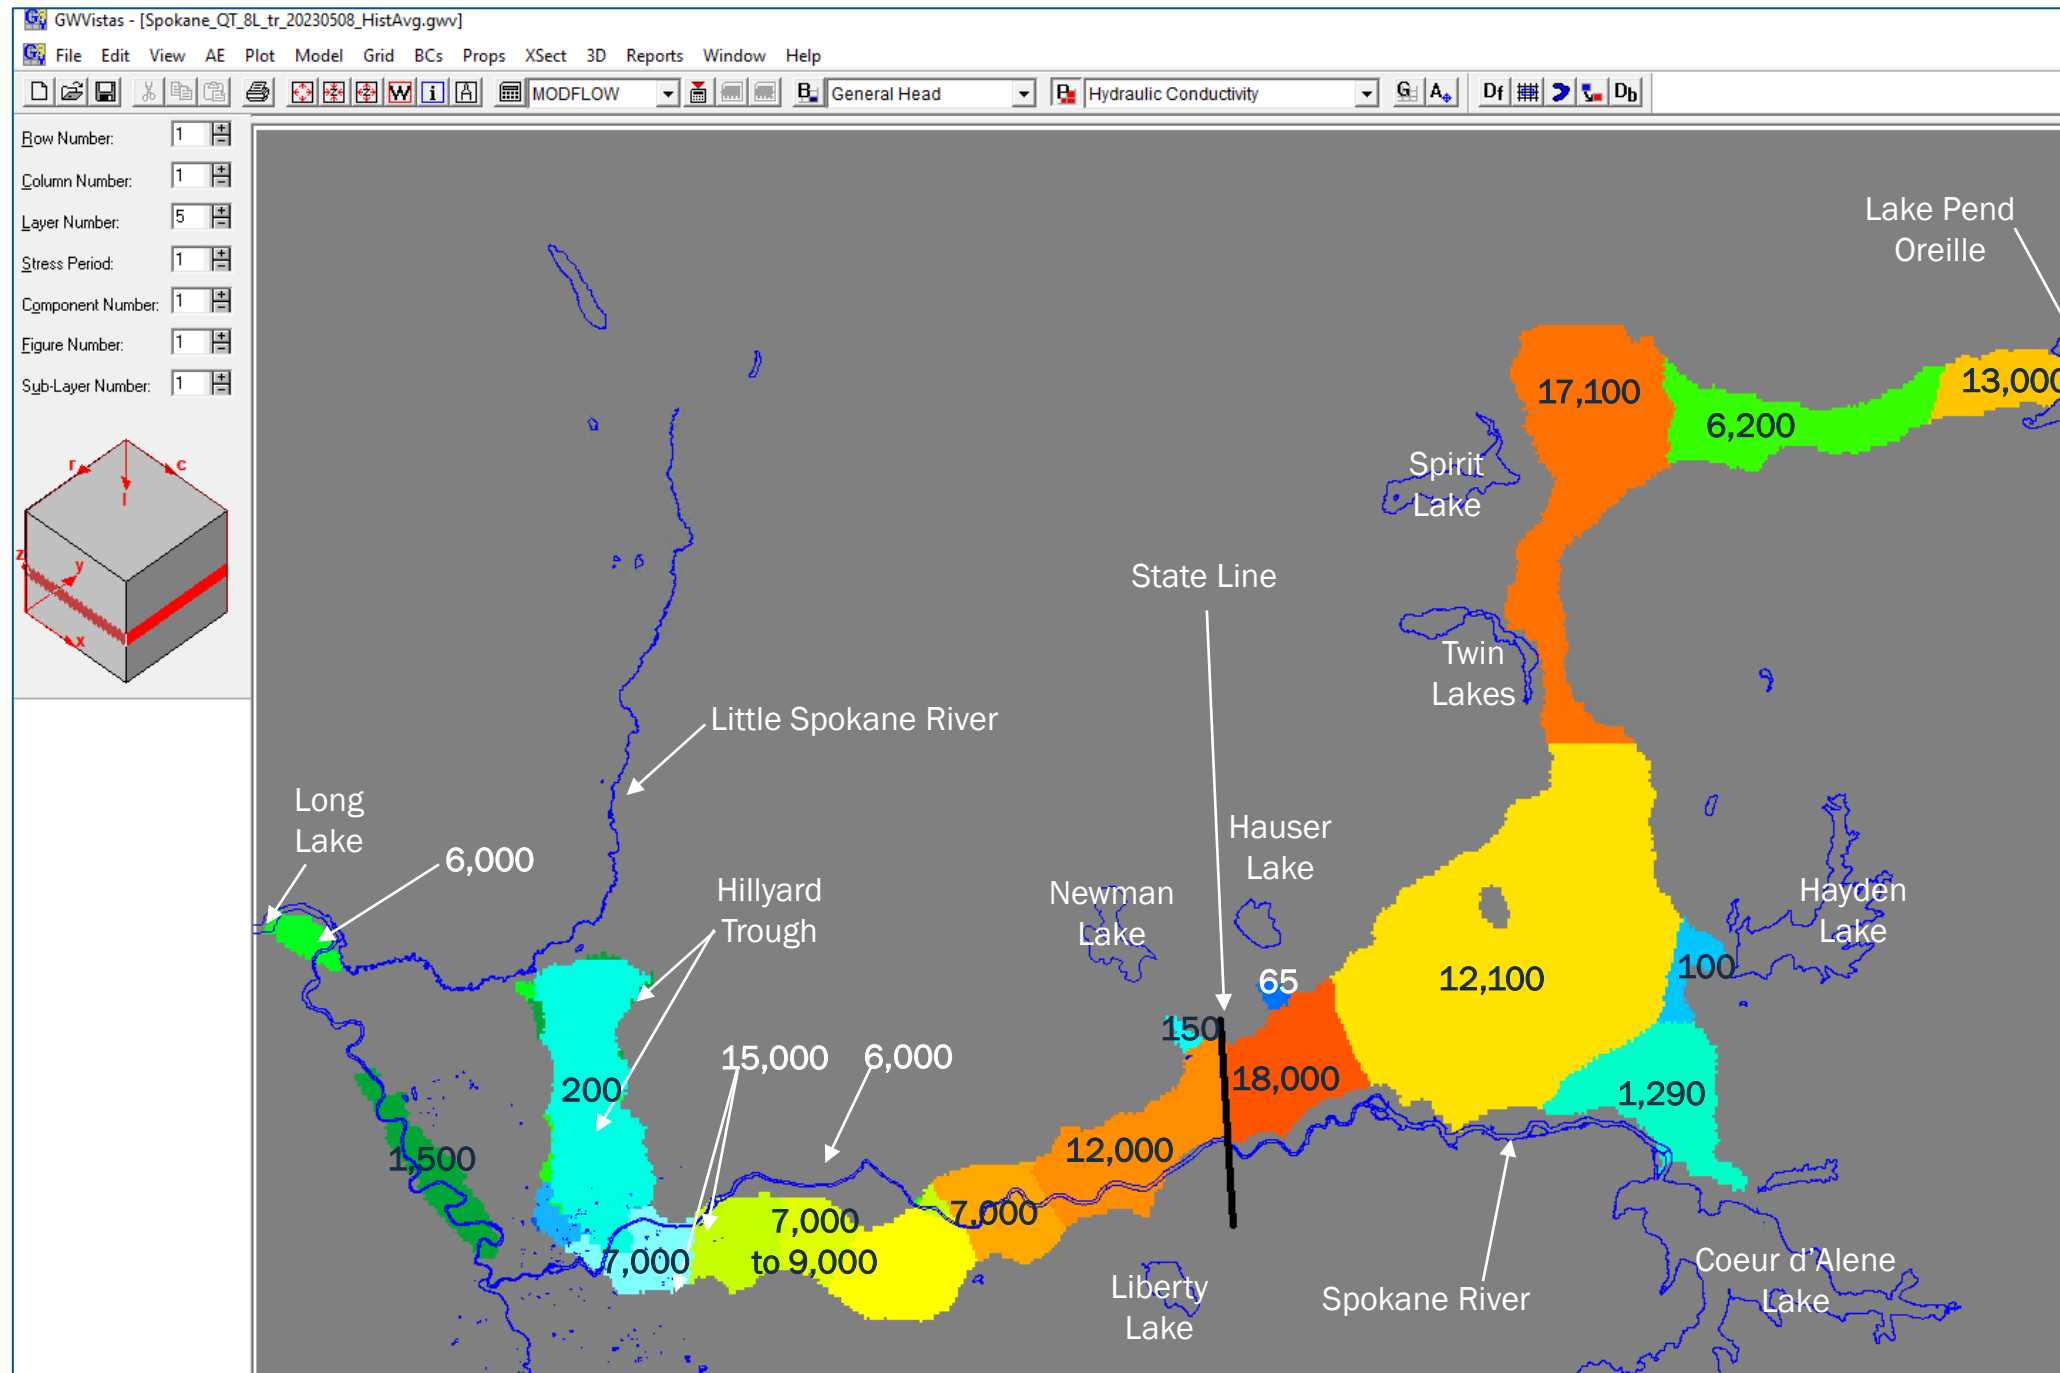 GWVistas - [Spokane_QT_8L_tr_20230508_HistAvg.gwv]
File Edit View AE Plot Model Grid BCs Props XSect 3D Reports Window Help
MODFLOW General Head Hydraulic Conductivity
Row Number: 1
Column Number: 1
Layer Number: 5
Stress Period: 1
Component Number: 1
Figure Number: 1
Sub-Layer Number: 1
r c
l
z
y
x
Lake Pend
Oreille
17,100
13,000
6,200
Spirit
Lake
State Line
Twin
Lakes
Little Spokane River
Long
Lake
6,000
Hillyard
Trough
Newman
Lake
Hauser
Lake
Hayden
Lake
65
12,100
100
150
200
15,000
6,000
18,000
1,290
1,500
12,000
7,000
7,000
to 9,000
7,000
Liberty
Lake
Spokane River
Coeur d'Alene
Lake